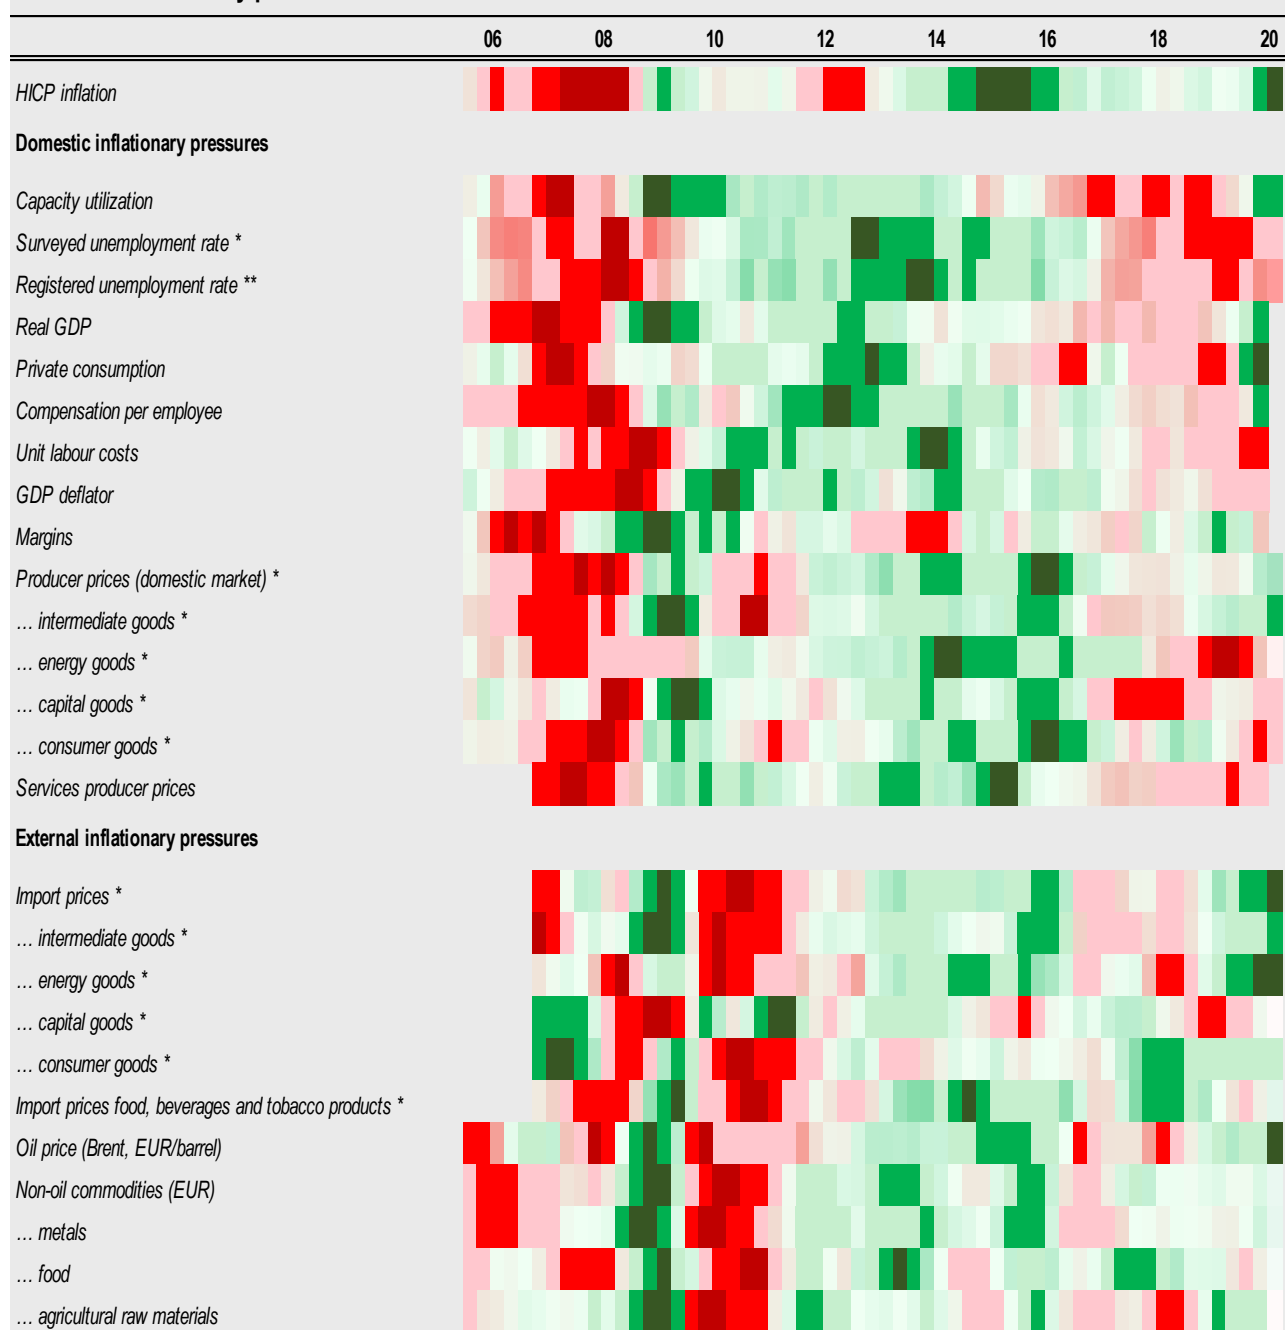 06 08 10 12 14 16 18 20
HICP inflation
Domestic inflationary pressures
Capacity utilization
Surveyed unemployment rate *
Registered unemployment rate **
Real GDP
Private consumption
Compensation per employee
Unit labour costs
GDP deflator
Margins
Producer prices (domestic market) *
… intermediate goods *
… energy goods *
… capital goods *
… consumer goods *
Services producer prices
External inflationary pressures
Import prices *
… intermediate goods *
… energy goods *
… capital goods *
… consumer goods *
Import prices food, beverages and tobacco products *
Oil price (Brent, EUR/barrel)
Non-oil commodities (EUR)
… metals
… food
… agricultural raw materials